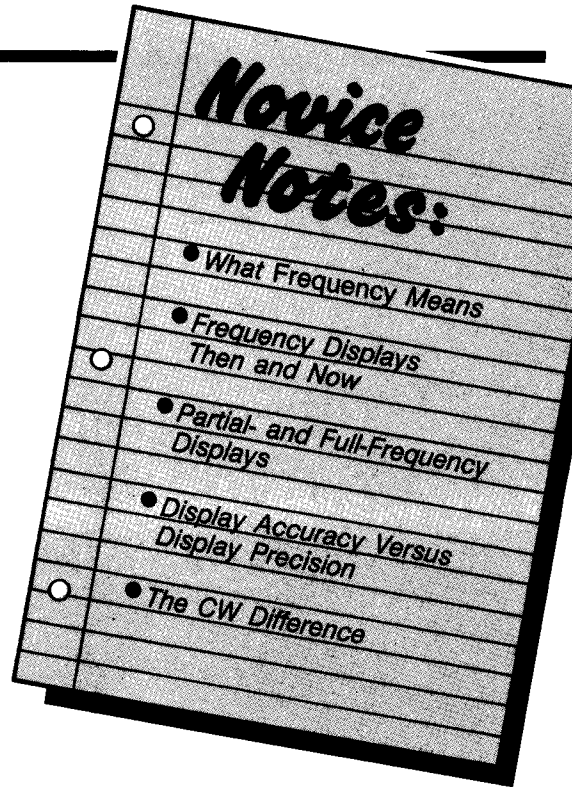 Novice
Notes:
● What Frequency Means
● Frequency Displays
Then and Now
● Partial- and Full-Frequency
Displays
● Display Accuracy Versus
Display Precision
● The CW Difference